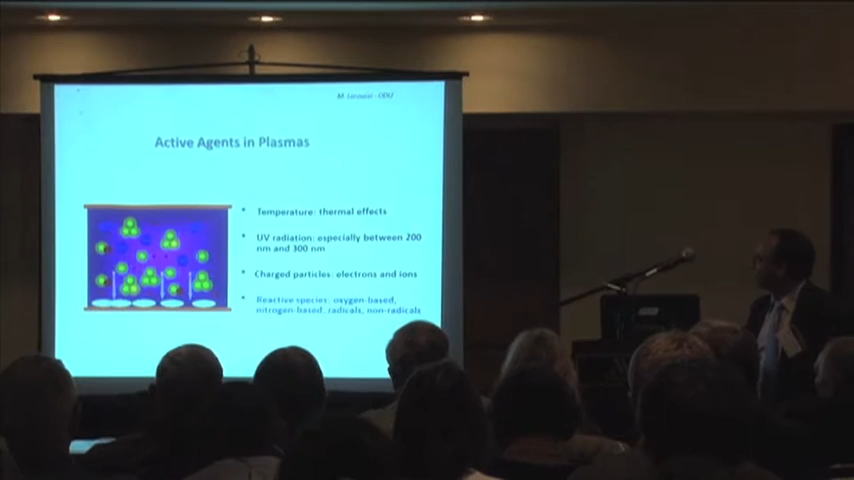 M. Laroussi - ODU
Active Agents in Plasmas
• Temperature: thermal effects
• UV radiation: especially between 200
nm and 300 nm
• Charged particles: electrons and ions
• Reactive species: oxygen-based,
nitrogen-based, radicals, non-radicals